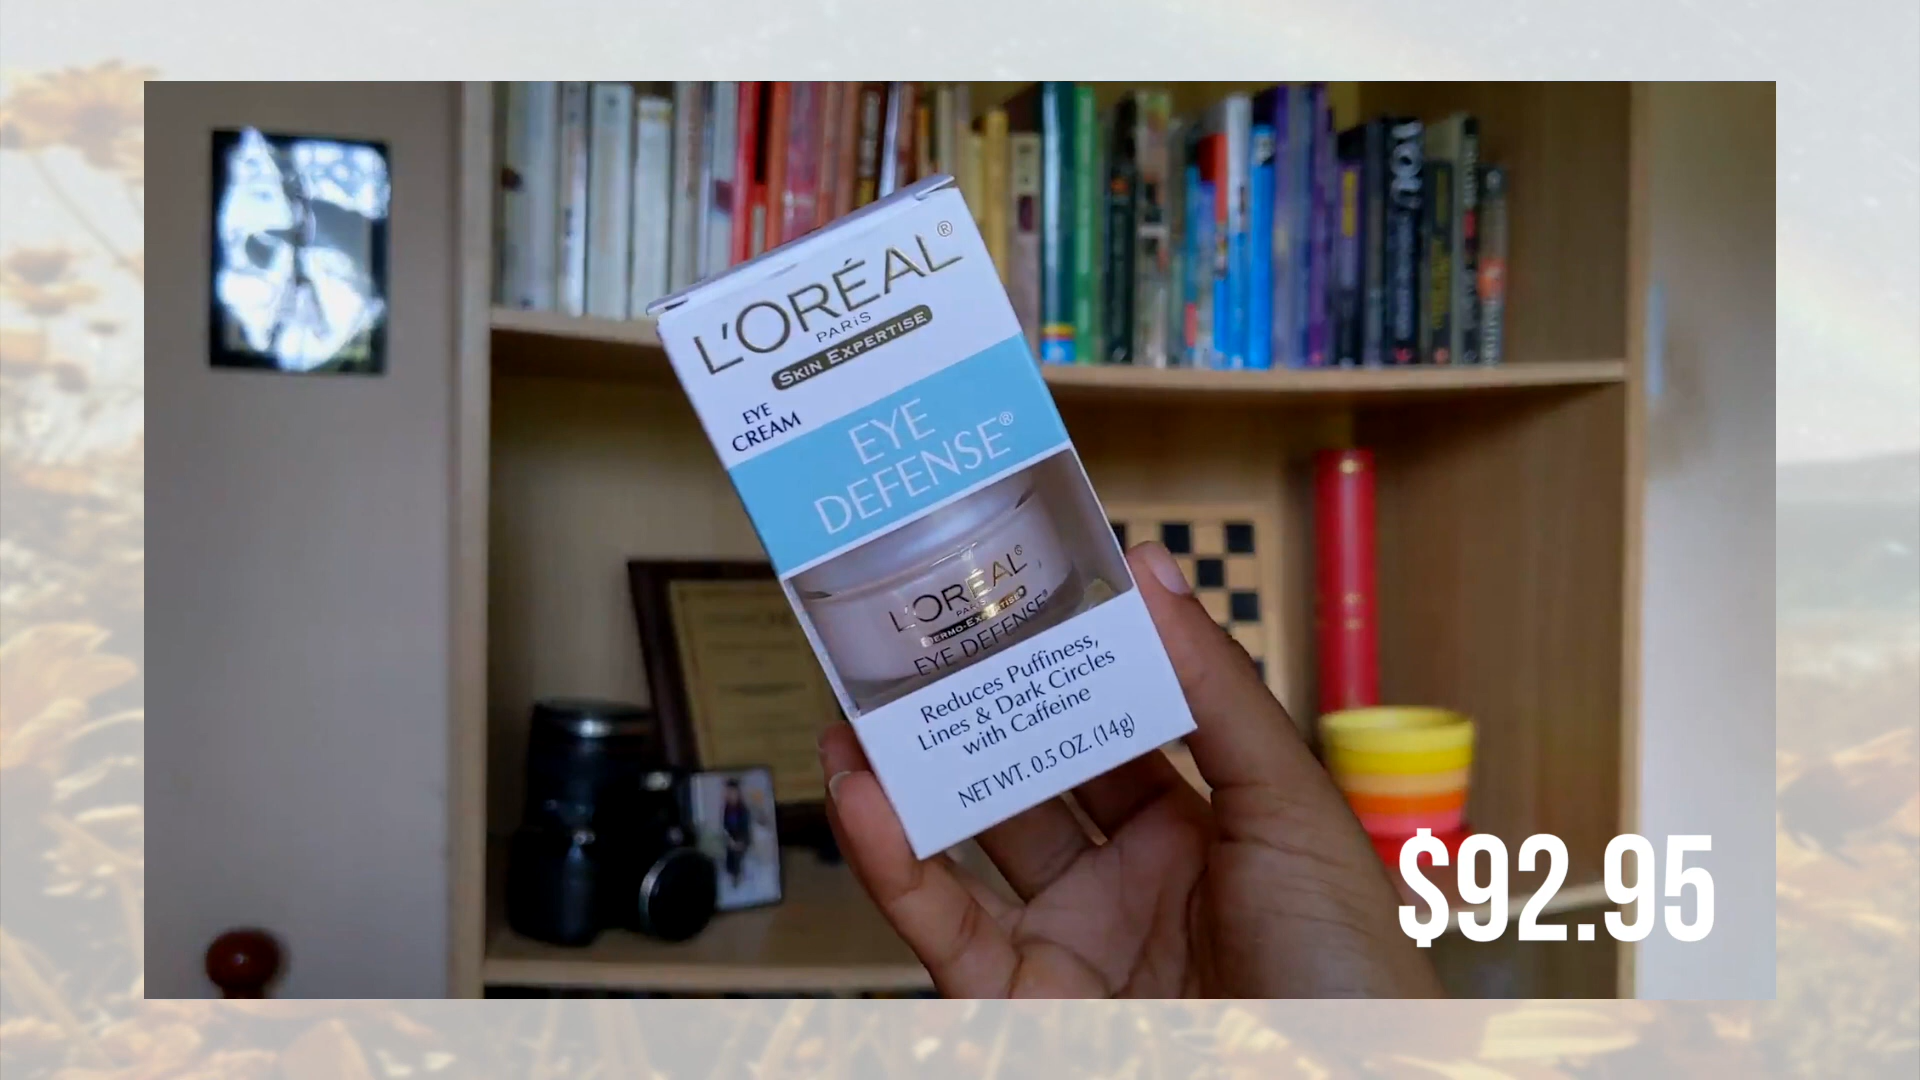 L'ORÉAL®
PARIS
SKIN EXPERTISE
EYE
CREAM
EYE
DEFENSE®
L'ORÉAL®
PARIS
DERMO-EXPERTISE
EYE DEFENSE®
Reduces Puffiness,
Lines & Dark Circles
with Caffeine
NET WT. 0.5 OZ. (14g)
YOU
$92.95